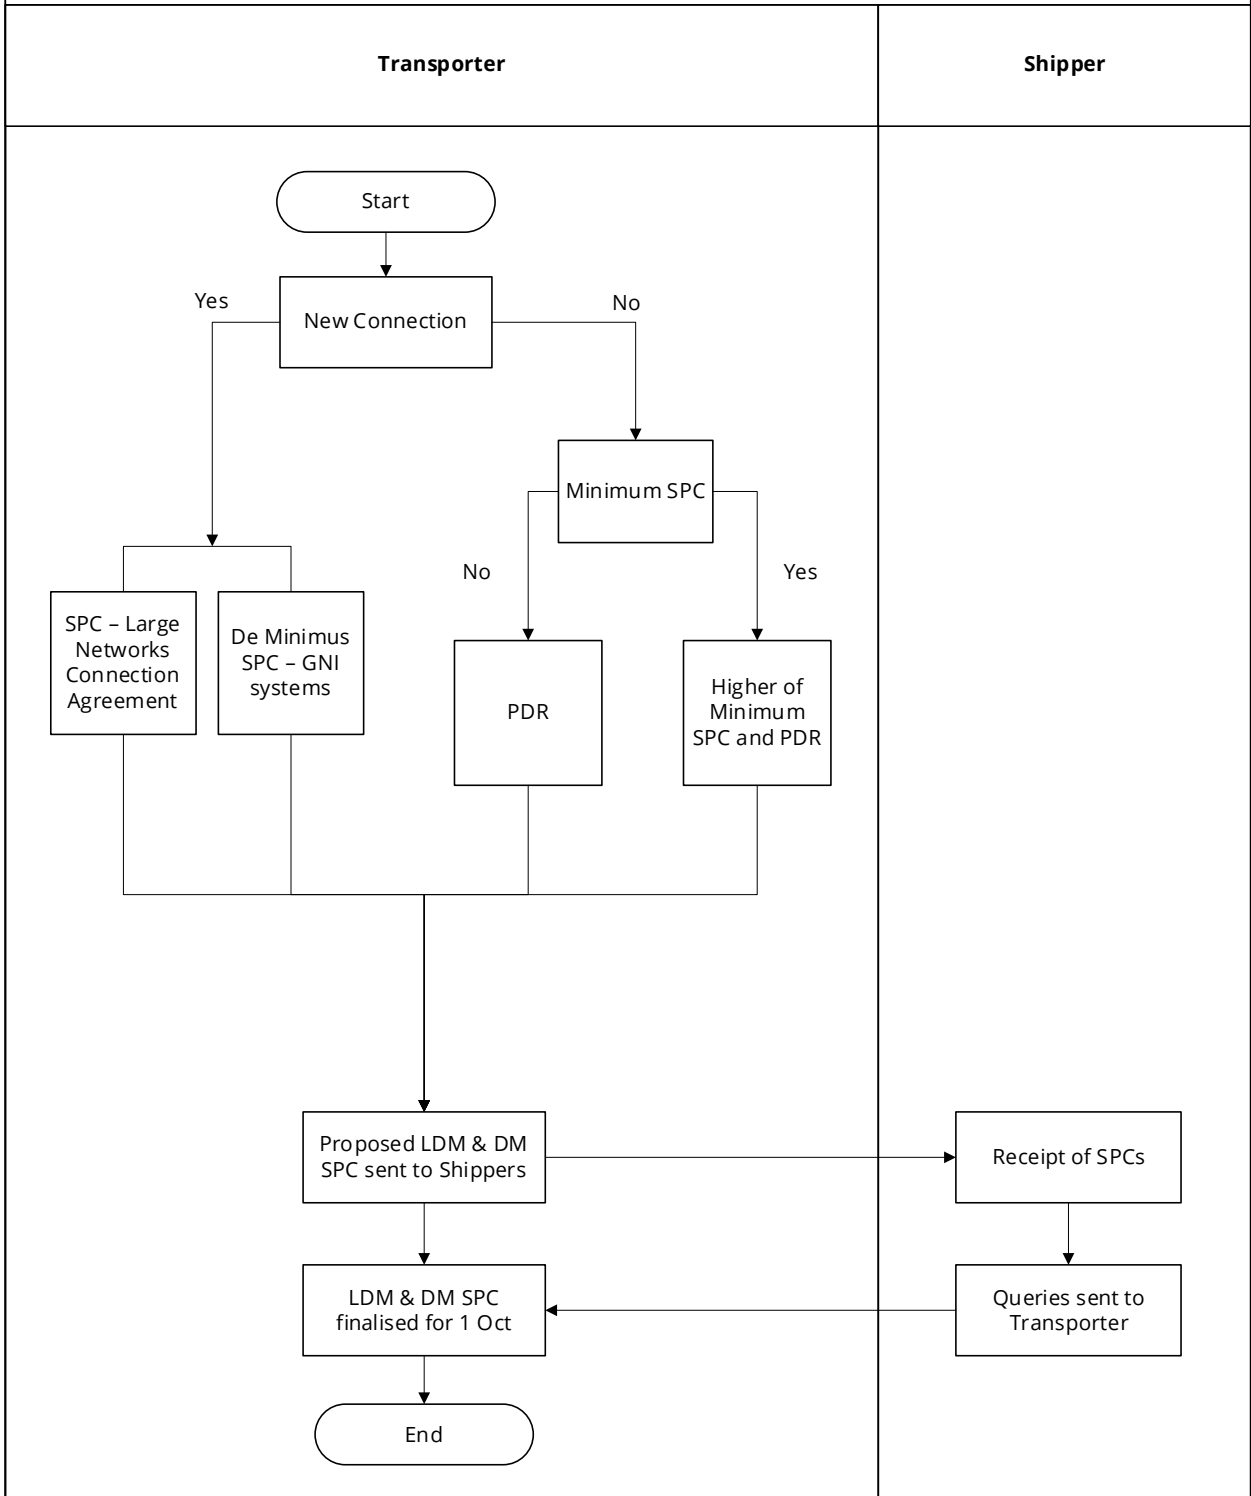 Transporter
Shipper
Start
Yes
New Connection
No
Minimum SPC
No
Yes
SPC – Large
Networks
Connection
Agreement
De Minimus
SPC – GNI
systems
PDR
Higher of
Minimum
SPC and PDR
Proposed LDM & DM
SPC sent to Shippers
Receipt of SPCs
LDM & DM SPC
finalised for 1 Oct
Queries sent to
Transporter
End